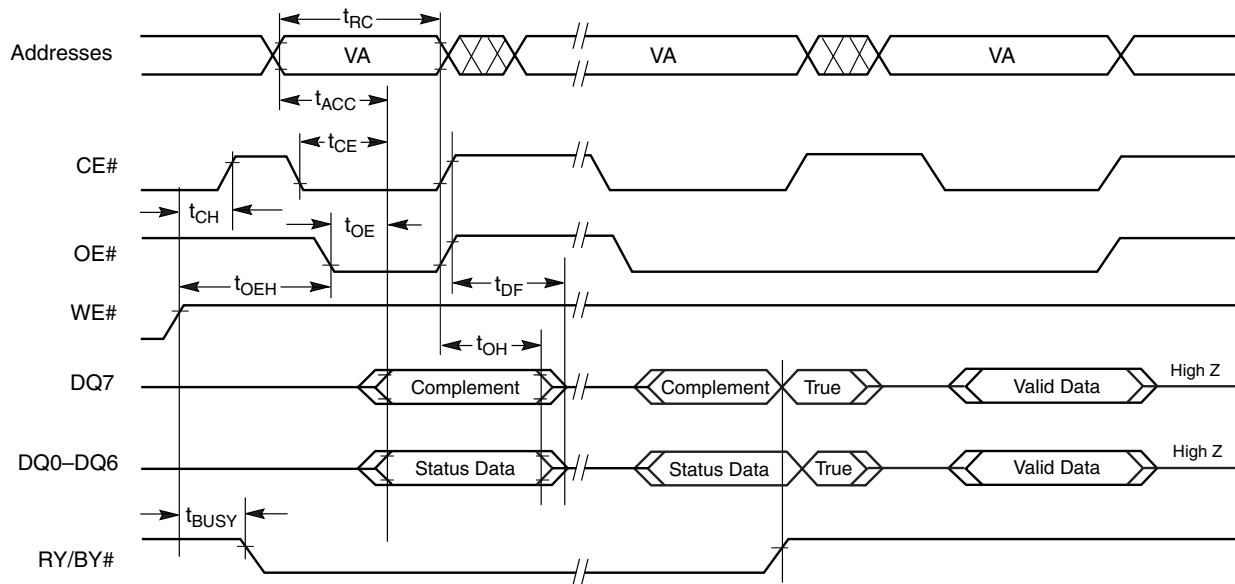 tRC
Addresses VA VA VA
tACC
tCE
CE#
tCH
tOE
OE#
tOEH
tDF
WE#
tOH
DQ7 Complement Complement True Valid Data High Z
DQ0–DQ6 Status Data Status Data True Valid Data High Z
tBUSY
RY/BY#